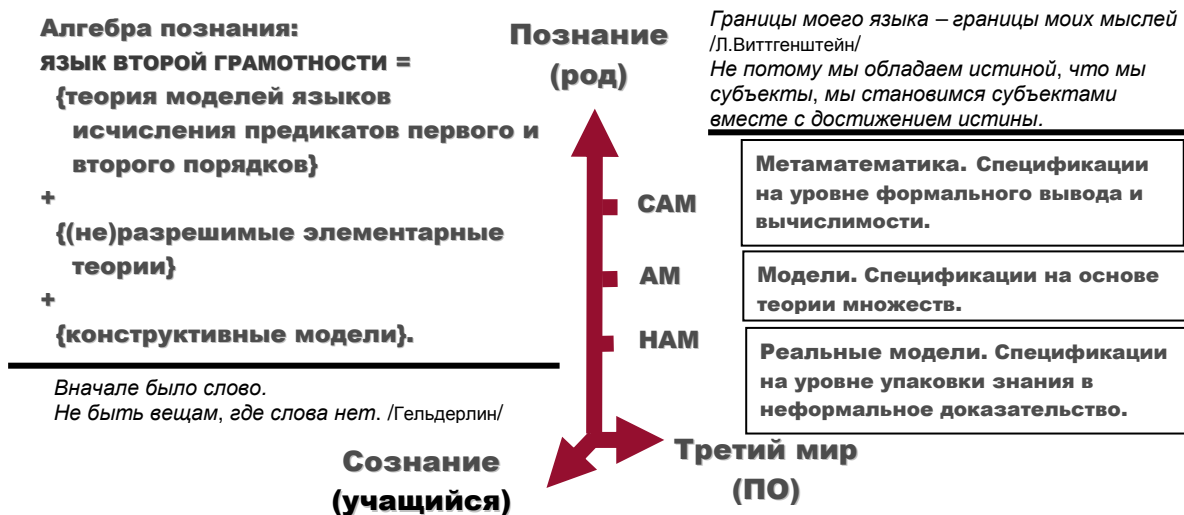 Алгебра познания:
ЯЗЫК ВТОРОЙ ГРАМОТНОСТИ =
{теория моделей языков
исчисления предикатов первого и
второго порядков}
+
{(не)разрешимые элементарные
теории}
+
{конструктивные модели}.
Вначале было слово.
Не быть вещам, где слова нет. /Гельдерлин/
Познание
(род)
САМ
АМ
НАМ
Сознание
(учащийся)
Третий мир
(ПО)
Границы моего языка – границы моих мыслей
/Л.Виттгенштейн/
Не потому мы обладаем истиной, что мы
субъекты, мы становимся субъектами
вместе с достижением истины.
Метаматематика. Спецификации
на уровне формального вывода и
вычислимости.
Модели. Спецификации на основе
теории множеств.
Реальные модели. Спецификации
на уровне упаковки знания в
неформальное доказательство.